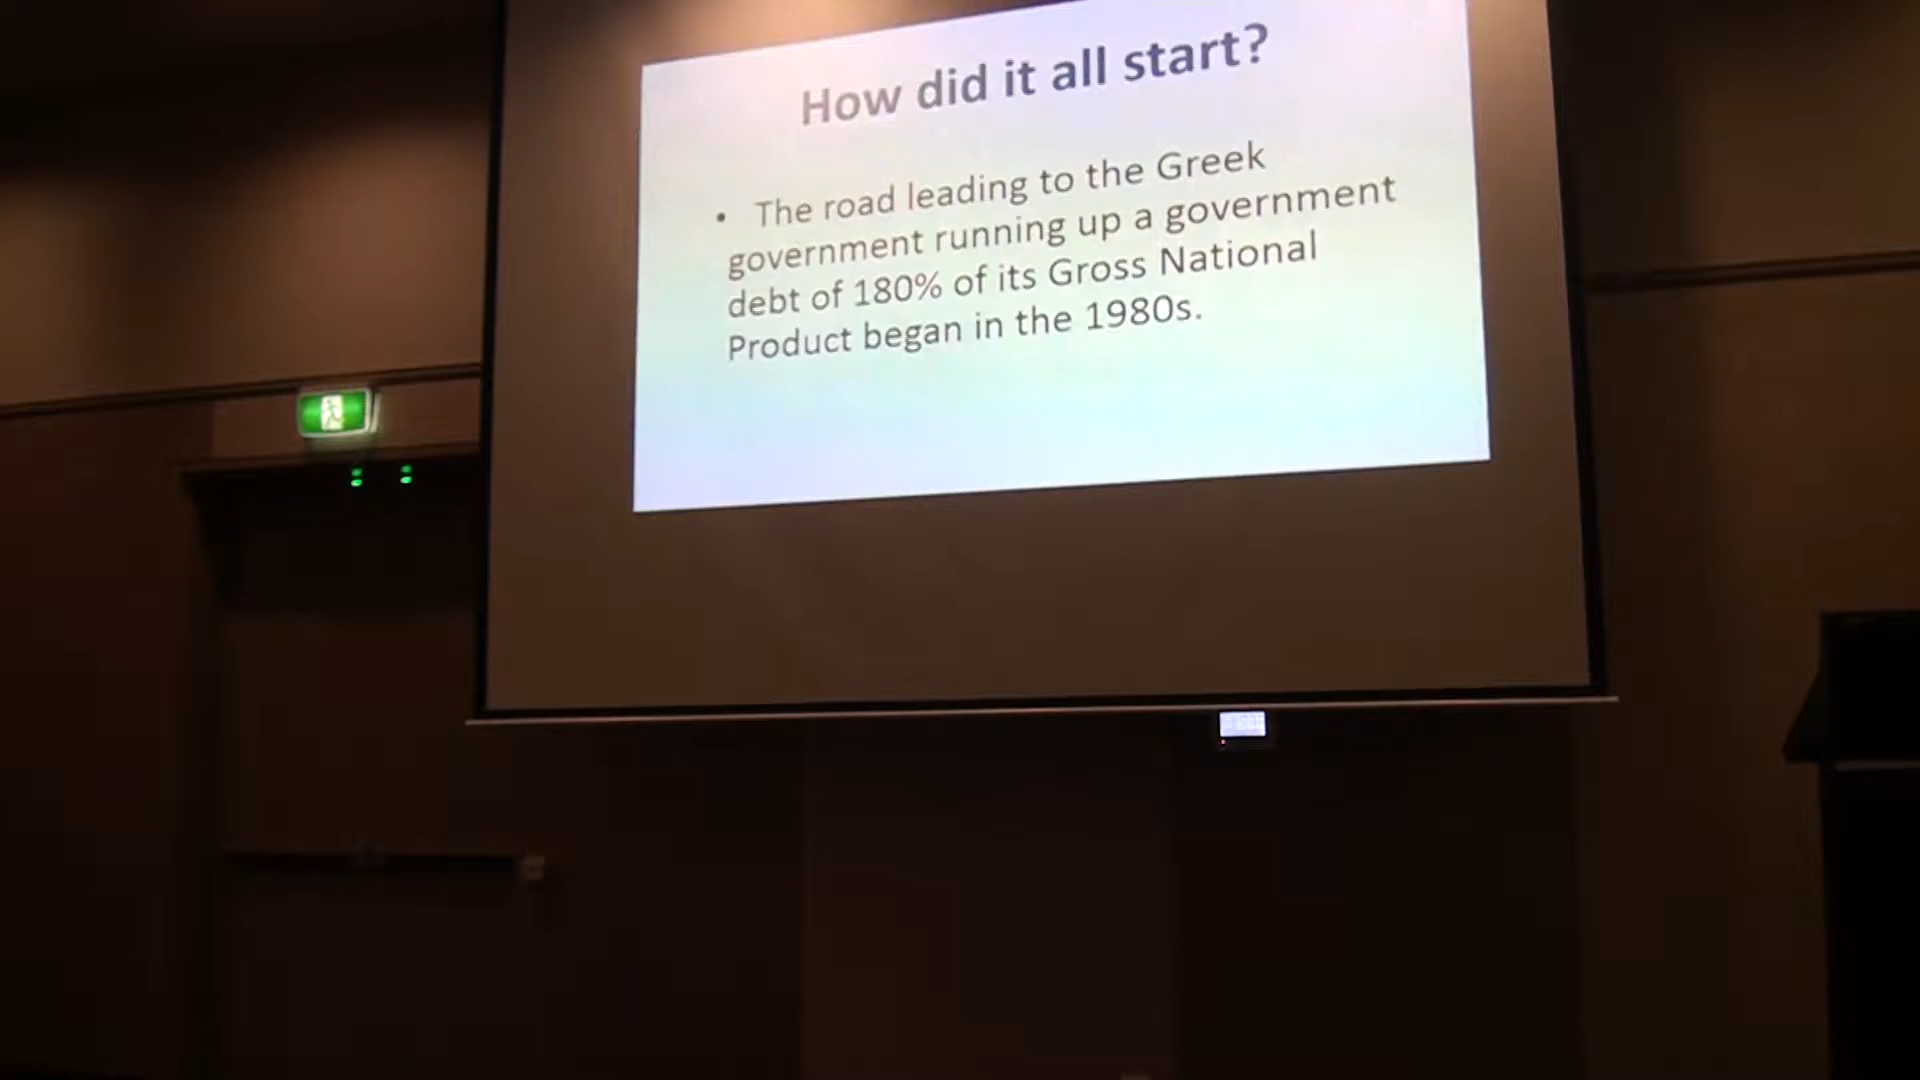 How did it all start?
• The road leading to the Greek
government running up a government
debt of 180% of its Gross National
Product began in the 1980s.